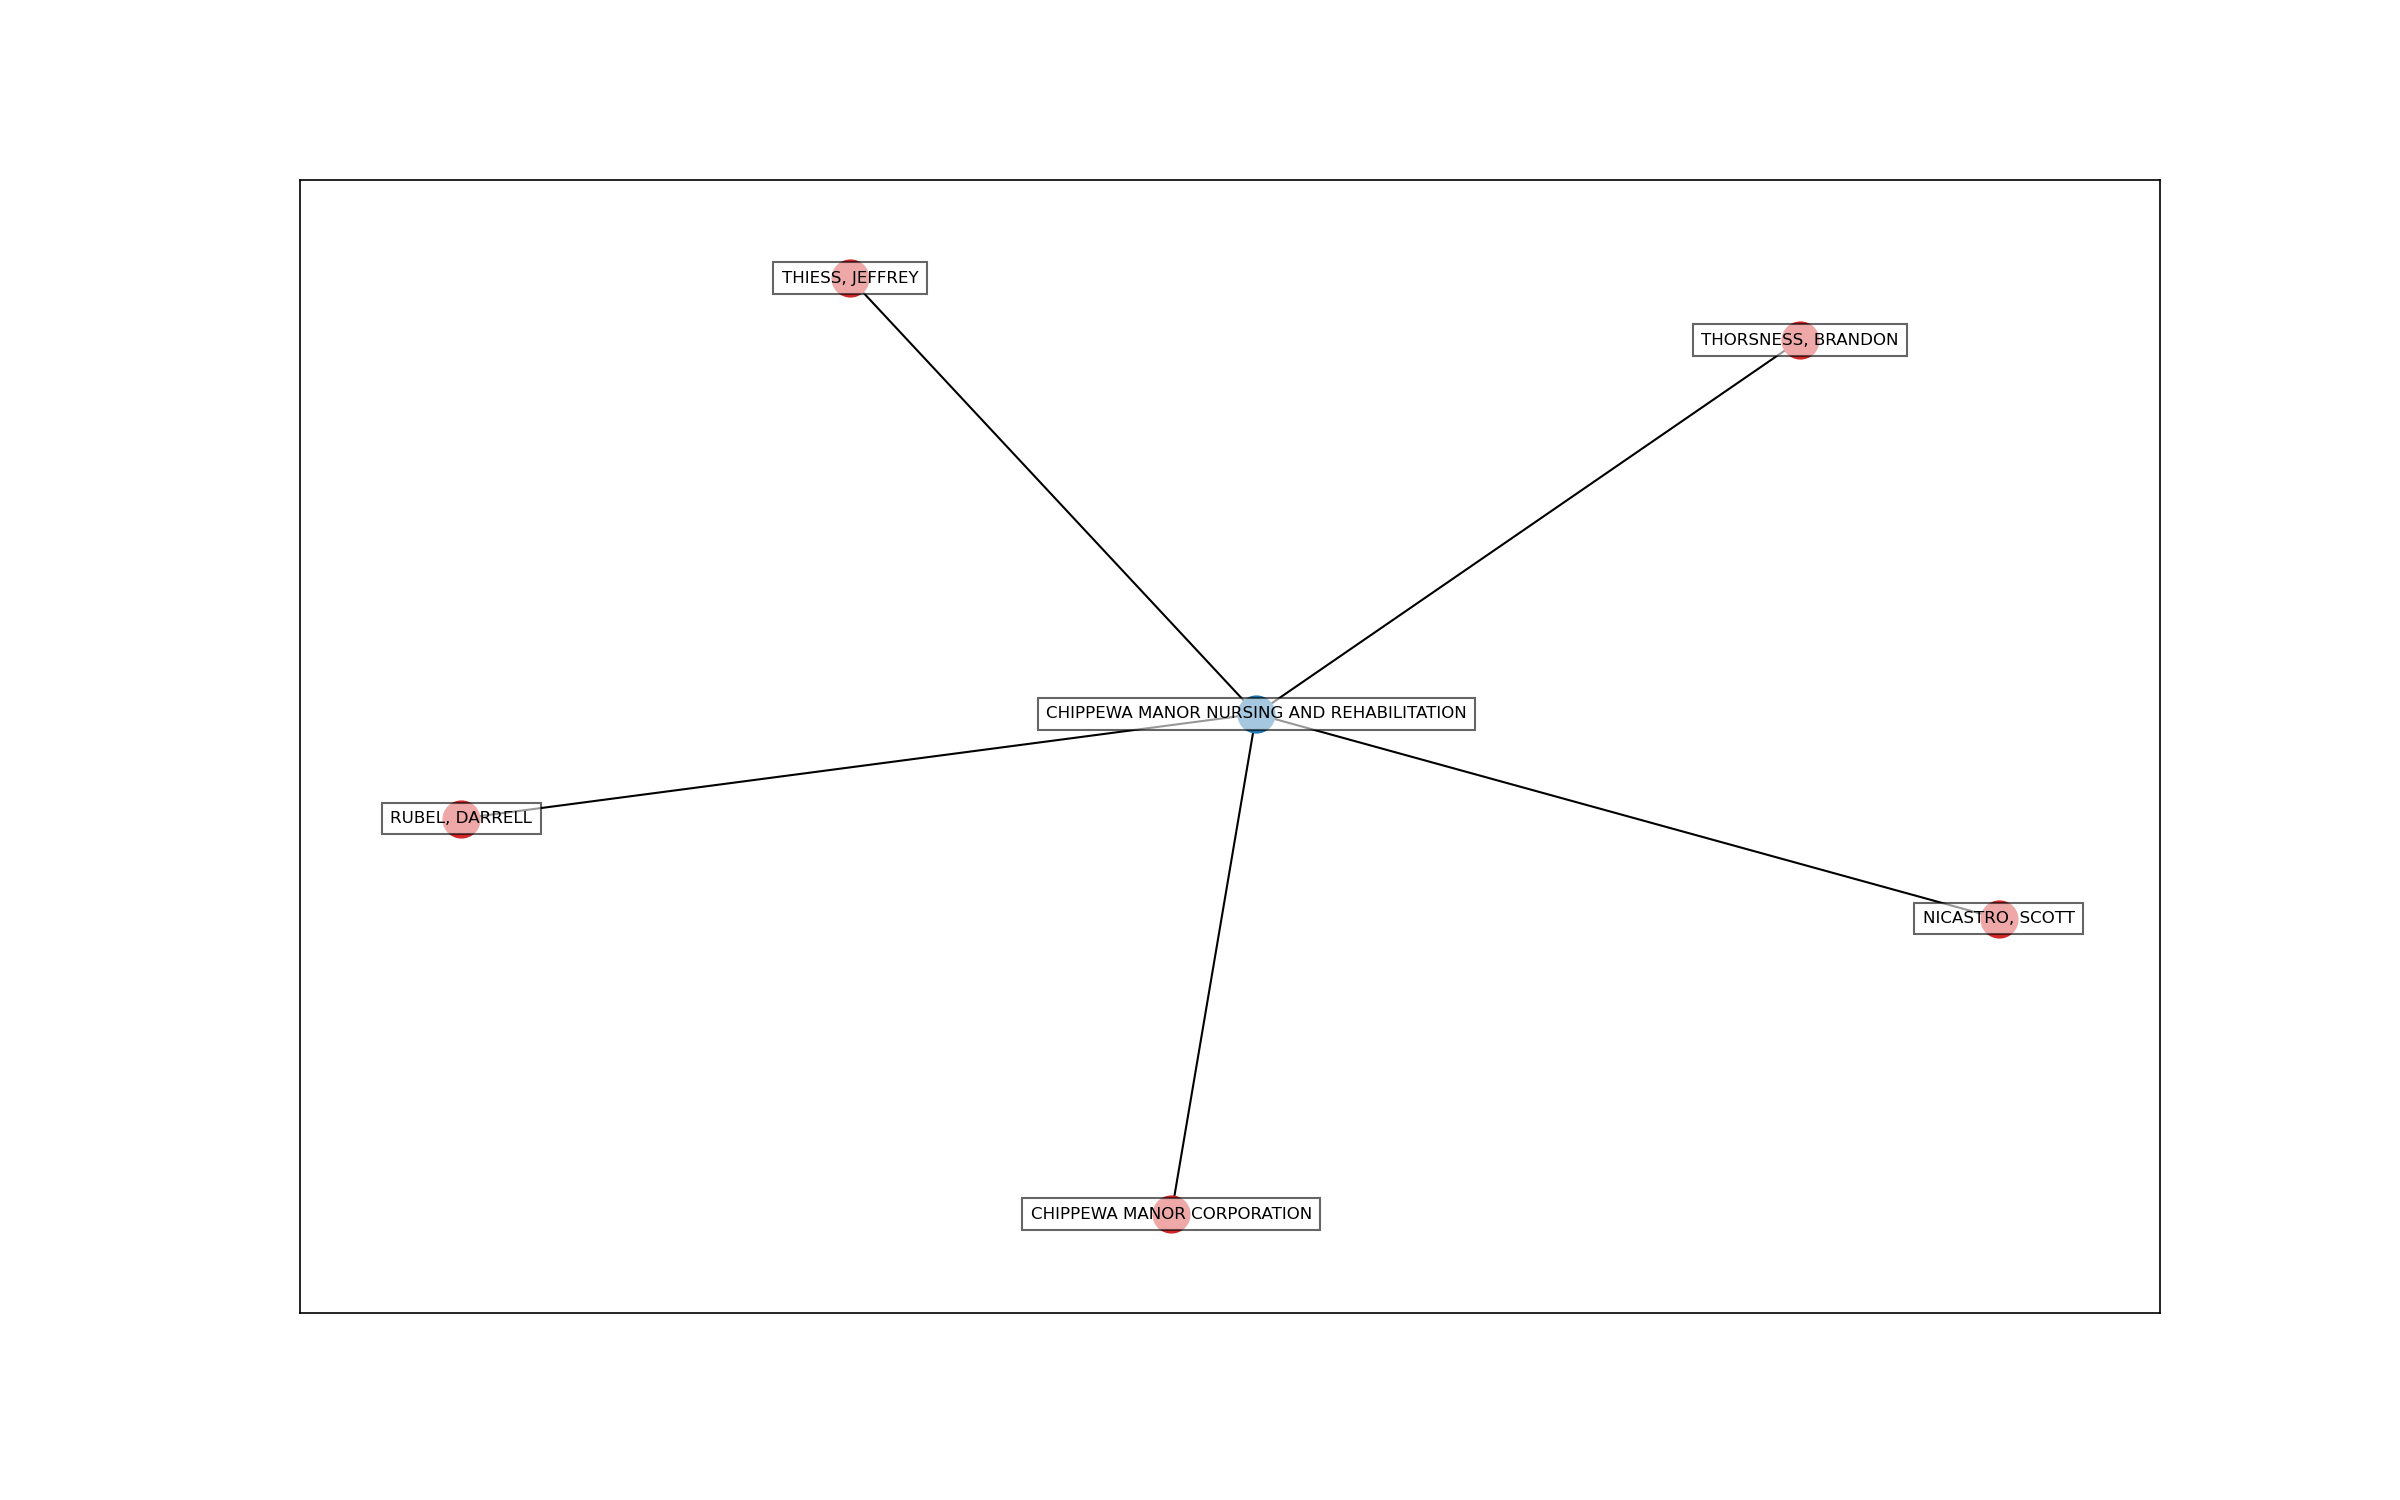 THIESS, JEFFREY
THORSNESS, BRANDON
CHIPPEWA MANOR NURSING AND REHABILITATION
RUBEL, DARRELL
NICASTRO, SCOTT
CHIPPEWA MANOR CORPORATION